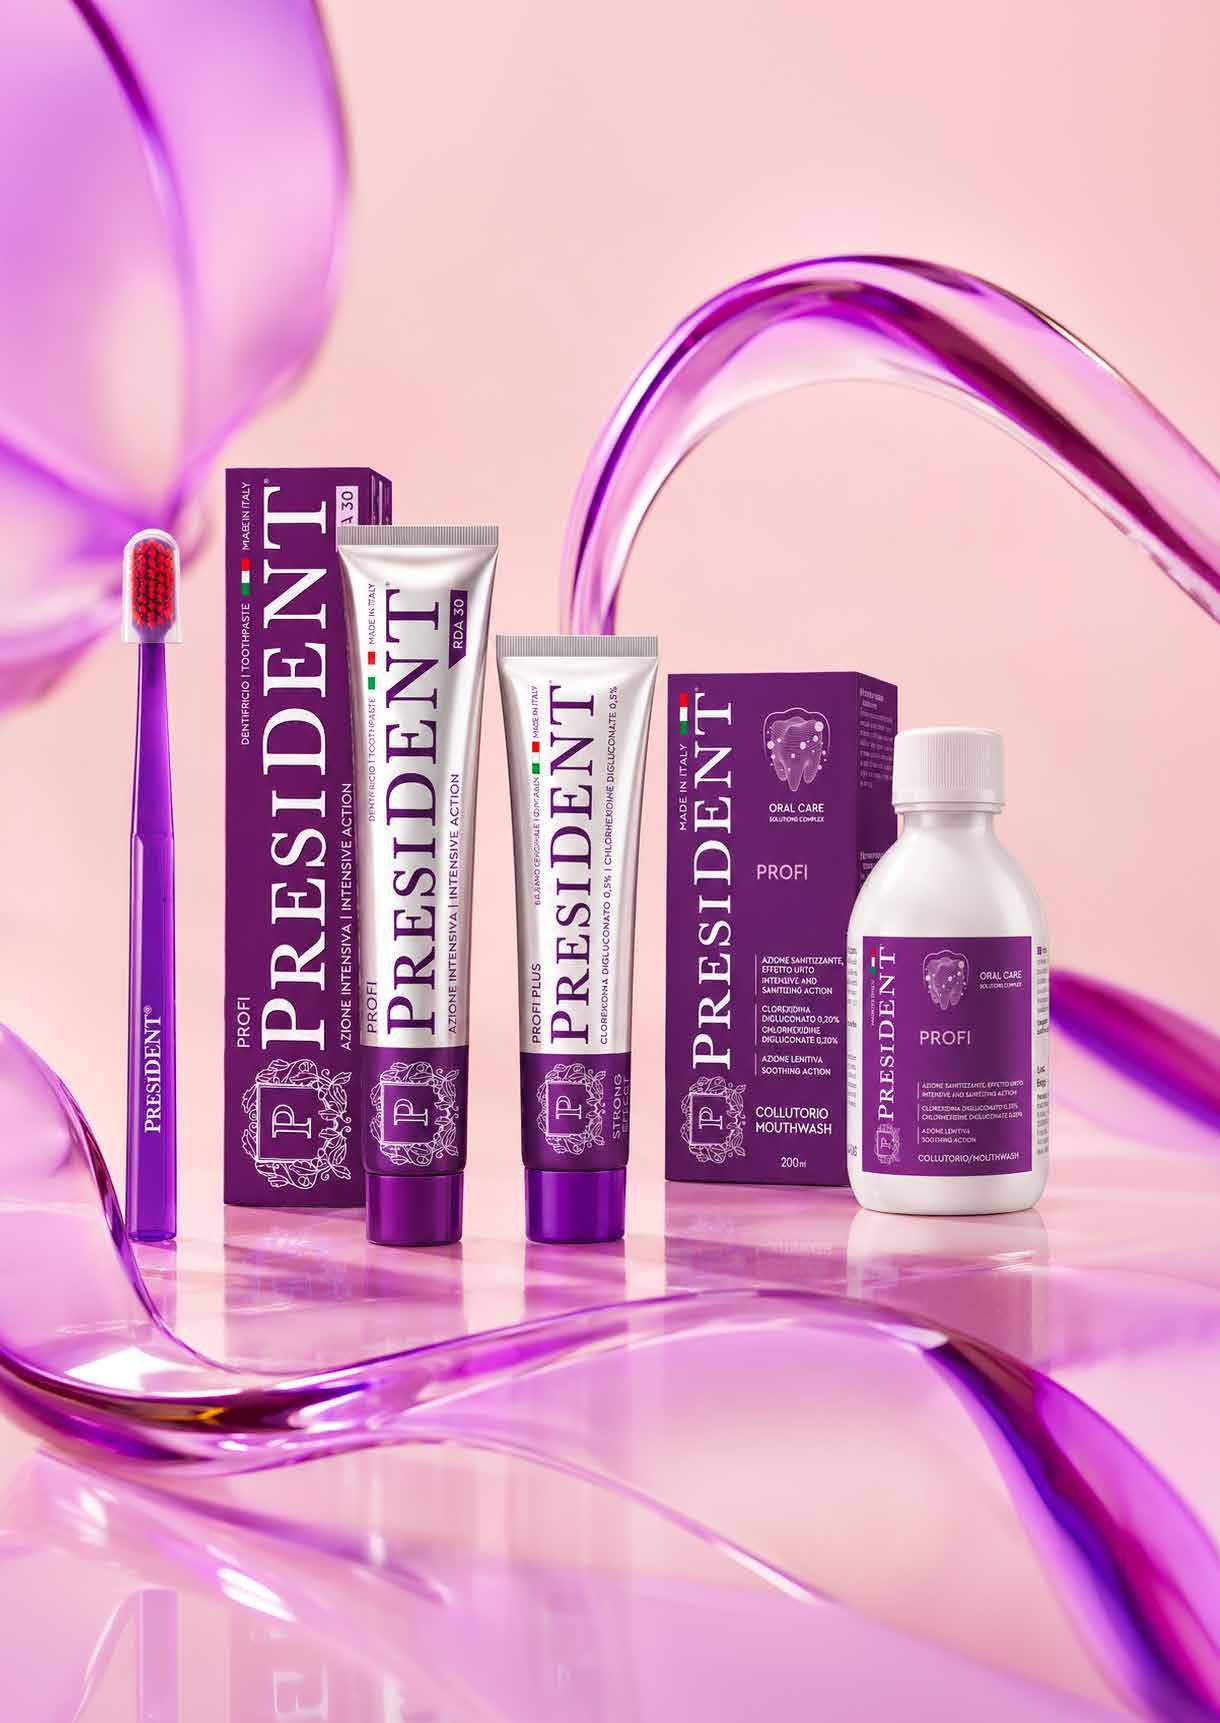 PRESIDENT®
PROFI
PRESIDENT®
DENTIFRICIO | TOOTHPASTE MADE IN ITALY
AZIONE INTENSIVA | INTENSIVE ACTION
30
P
PROFI
PRESIDENT®
DENTIFRICIO | TOOTHPASTE MADE IN ITALY
AZIONE INTENSIVA | INTENSIVE ACTION
RDA 30
P
PROFI PLUS
MADE IN ITALY
PRESIDENT®
CLOREXIDINA DIGLUCONATO 0,5% | CHLORHEXIDINE DIGLUCONATE 0,5%
P
STRONG
EFFECT
MADE IN ITALY
PRESIDENT®
P
ORAL CARE
SOLUTIONS COMPLEX
PROFI
AZIONE SANITIZZANTE,
EFFETTO URTO
INTENSIVE AND
SANITIZING ACTION
CLOREXIDINA
DIGLUCONATO 0,20%
CHLORHEXIDINE
DIGLUCONATE 0,20%
AZIONE LENITIVA
SOOTHING ACTION
COLLUTORIO
MOUTHWASH
200ml
PRESIDENT
P
ORAL CARE
SOLUTIONS COMPLEX
PROFI
AZIONE SANITIZZANTE, EFFETTO URTO
INTENSIVE AND SANITIZING ACTION
CLOREXIDINA DIGLUCONATO
CHLORHEXIDINE DIGLUCONATE
AZIONE LENITIVA
SOOTHING ACTION
COLLUTORIO/MOUTHWASH